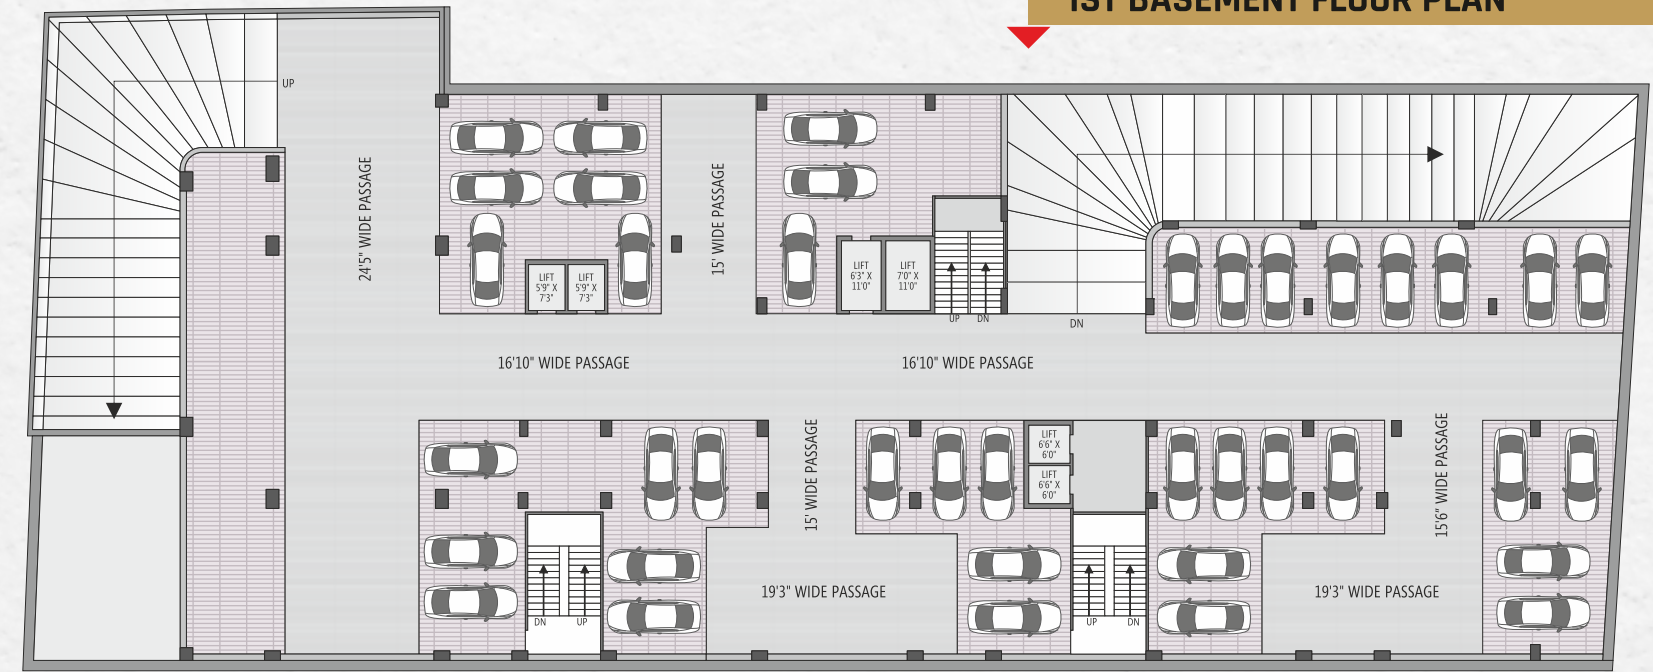 1ST BASEMENT FLOOR PLAN
UP
24'5" WIDE PASSAGE
15' WIDE PASSAGE
LIFT
5'9" X
7'3"
LIFT
5'9" X
7'3"
LIFT
6'3" X
11'0"
LIFT
7'0" X
11'0"
UP
DN
DN
16'10" WIDE PASSAGE
16'10" WIDE PASSAGE
15' WIDE PASSAGE
LIFT
6'6" X
6'0"
LIFT
6'6" X
6'0"
15'6" WIDE PASSAGE
19'3" WIDE PASSAGE
19'3" WIDE PASSAGE
DN
UP
UP
DN